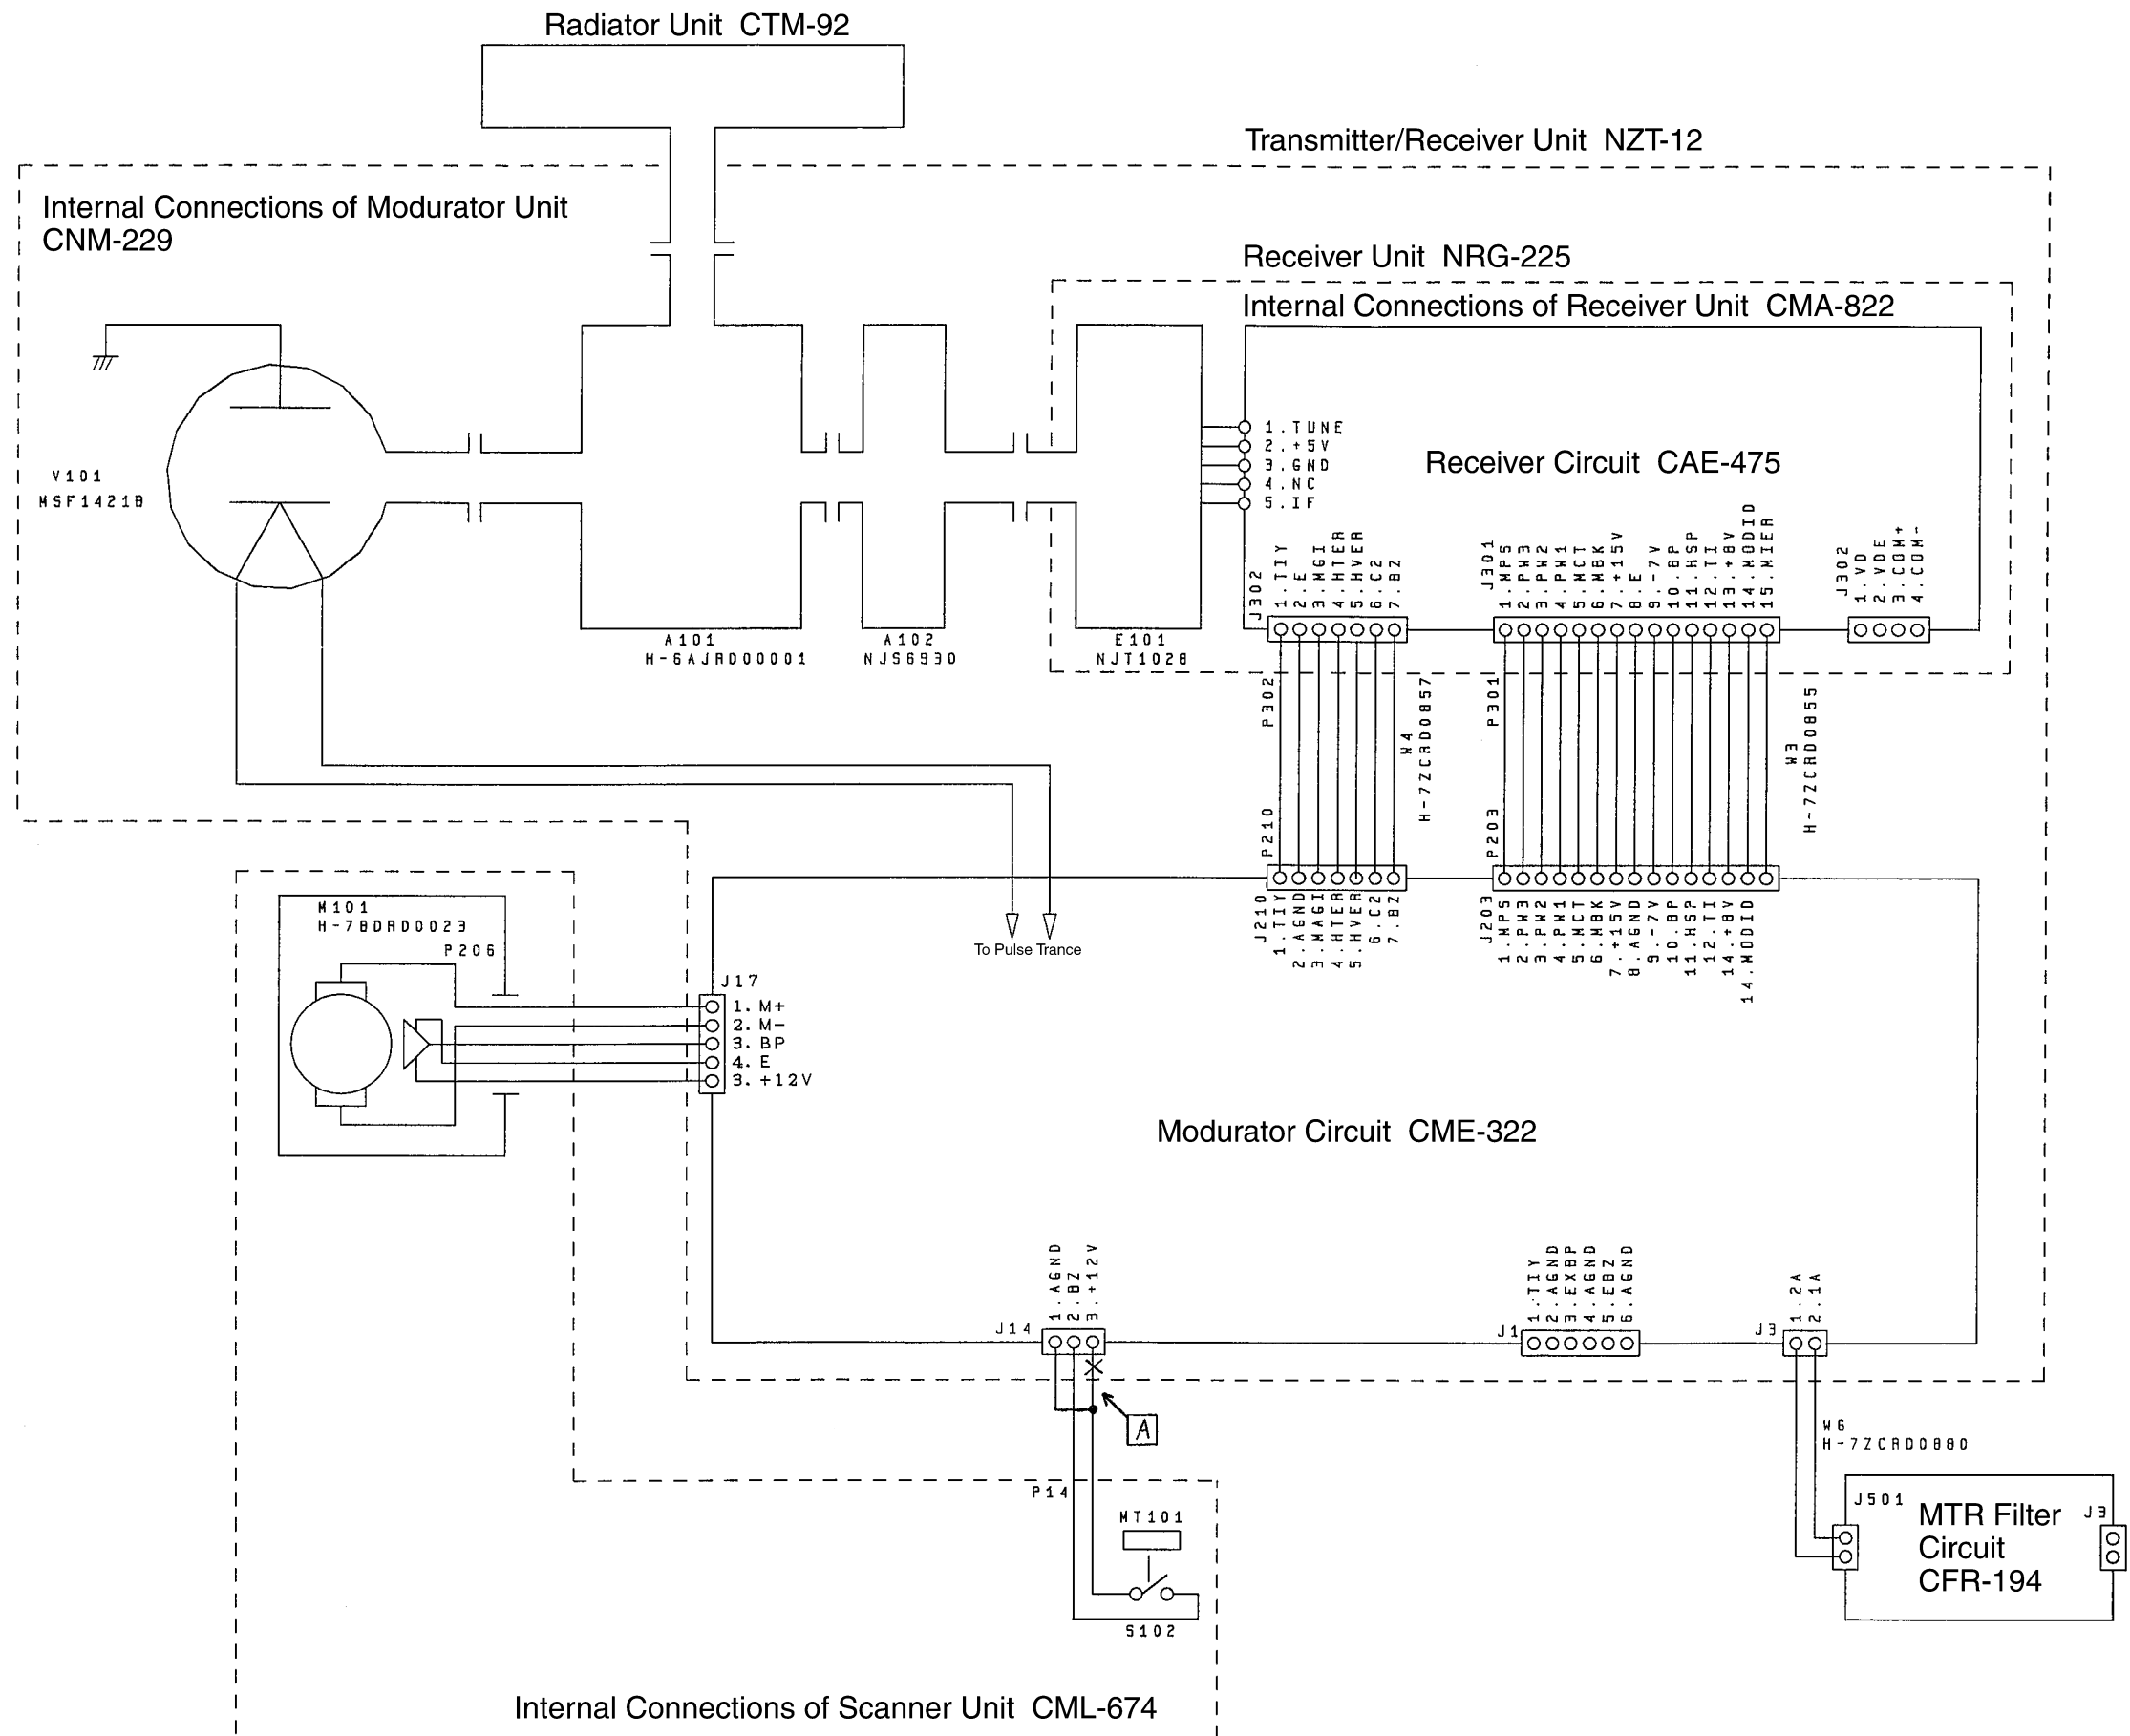 Radiator Unit CTM-92
Transmitter/Receiver Unit NZT-12
Internal Connections of Modurator Unit
CNM-229
Receiver Unit NRG-225
Internal Connections of Receiver Unit CMA-822
V101
MSF1421B
1.TUNE
2.+5V
3.GND
4.NC
5.IF
Receiver Circuit CAE-475
J302
1.TIY
2.E
3.MGI
4.HTER
5.HVER
6.C2
7.BZ
J301
1.MPS
2.PW3
3.PW2
4.PW1
5.MCT
6.MBK
7.+15V
8.E
9.-7V
10.BP
11.HSP
12.TI
13.+8V
14.MODID
15.MIER
J302
1.VD
2.VDE
3.COM+
4.COM-
A101
H-6AJRD00001
A102
NJS6930
E101
NJT1028
P302
W4
H-7ZCRD0857
P301
W3
H-7ZCRD0855
P210
P203
J210
1.TIY
2.AGND
3.MAGI
4.HTER
5.HVER
6.C2
7.BZ
J203
1.MPS
2.PW3
3.PW2
4.PW1
5.MCT
6.MBK
7.+15V
8.AGND
9.-7V
10.BP
11.HSP
12.TI
14.+8V
14.MODID
To Pulse Trance
M101
H-7BDRD0023
P206
J17
1. M+
2. M-
3. BP
4. E
3. +12V
Modurator Circuit CME-322
J14
1.AGND
2.BZ
3.+12V
J1
1.TIY
2.AGND
3.EXBP
4.AGND
5.EBZ
6.AGND
J3
1.2A
2.1A
A
W6
H-7ZCRD0880
P14
MT101
S102
J501
MTR Filter
Circuit
CFR-194
J3
Internal Connections of Scanner Unit CML-674